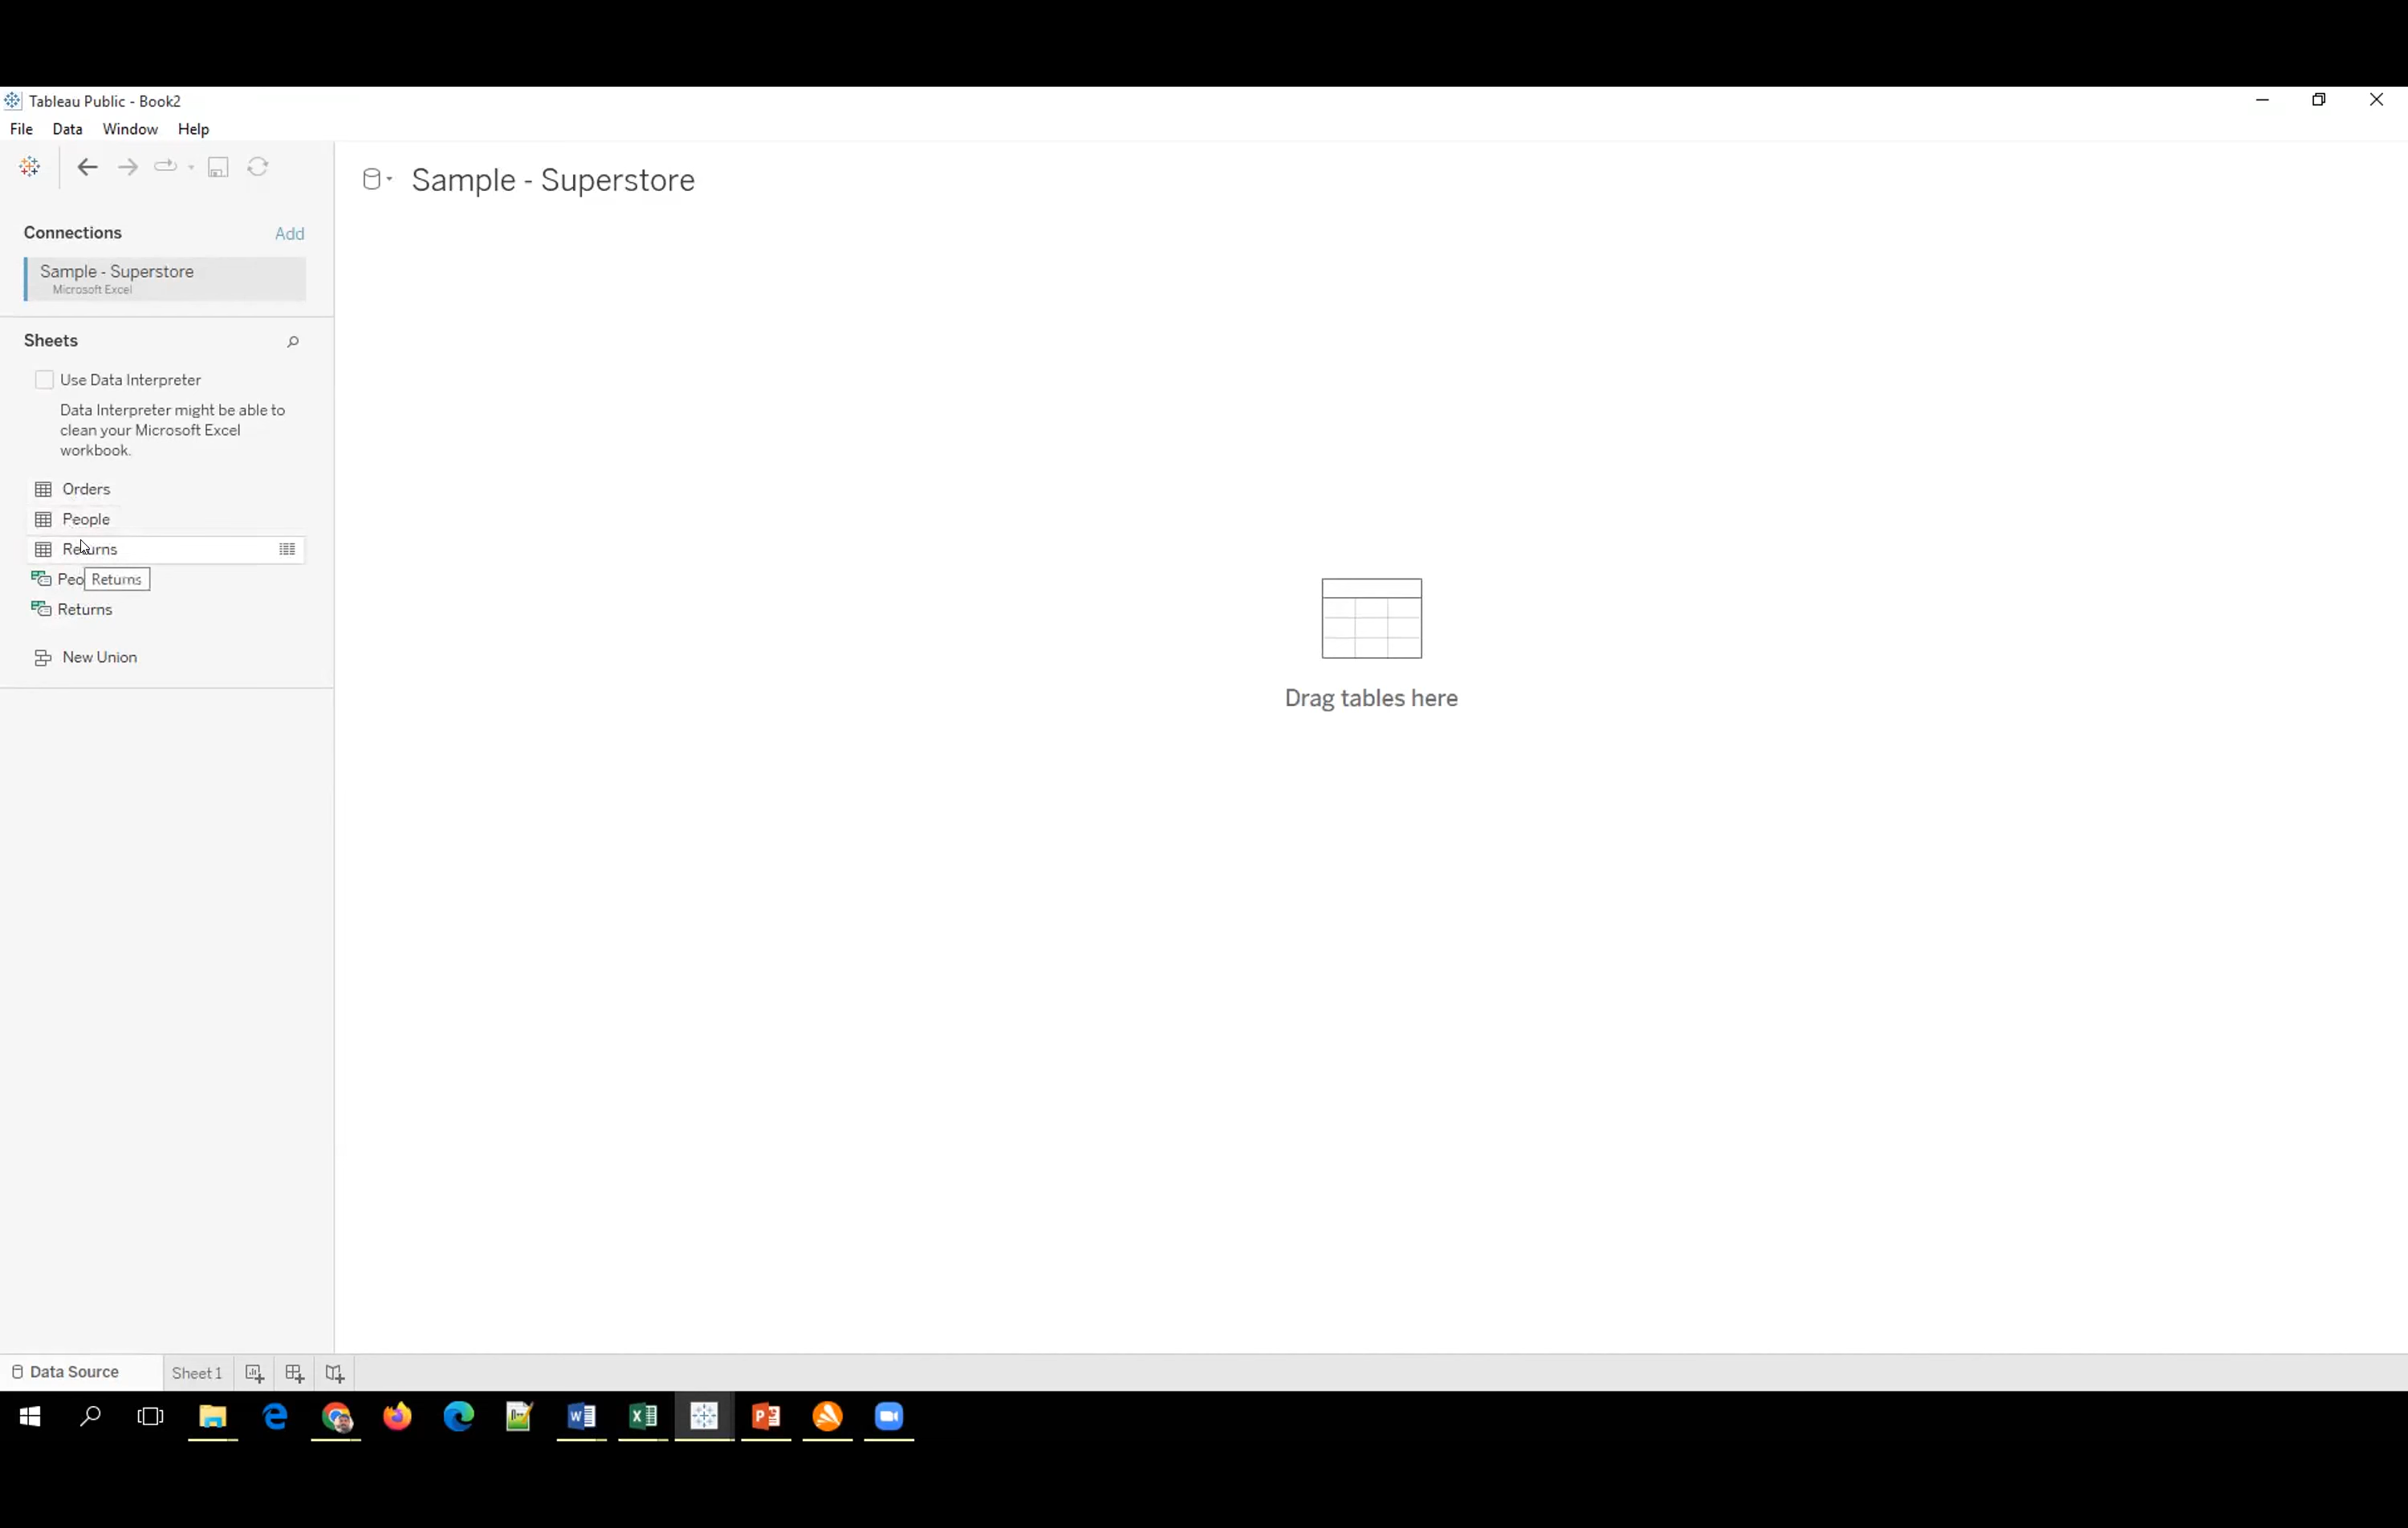 Tableau Public - Book2
File Data Window Help
Sample - Superstore
Connections Add
Sample - Superstore
Microsoft Excel
Sheets
Use Data Interpreter
Data Interpreter might be able to
clean your Microsoft Excel
workbook.
Orders
People
Returns
Peo
Returns
Returns
New Union
Drag tables here
Data Source Sheet 1